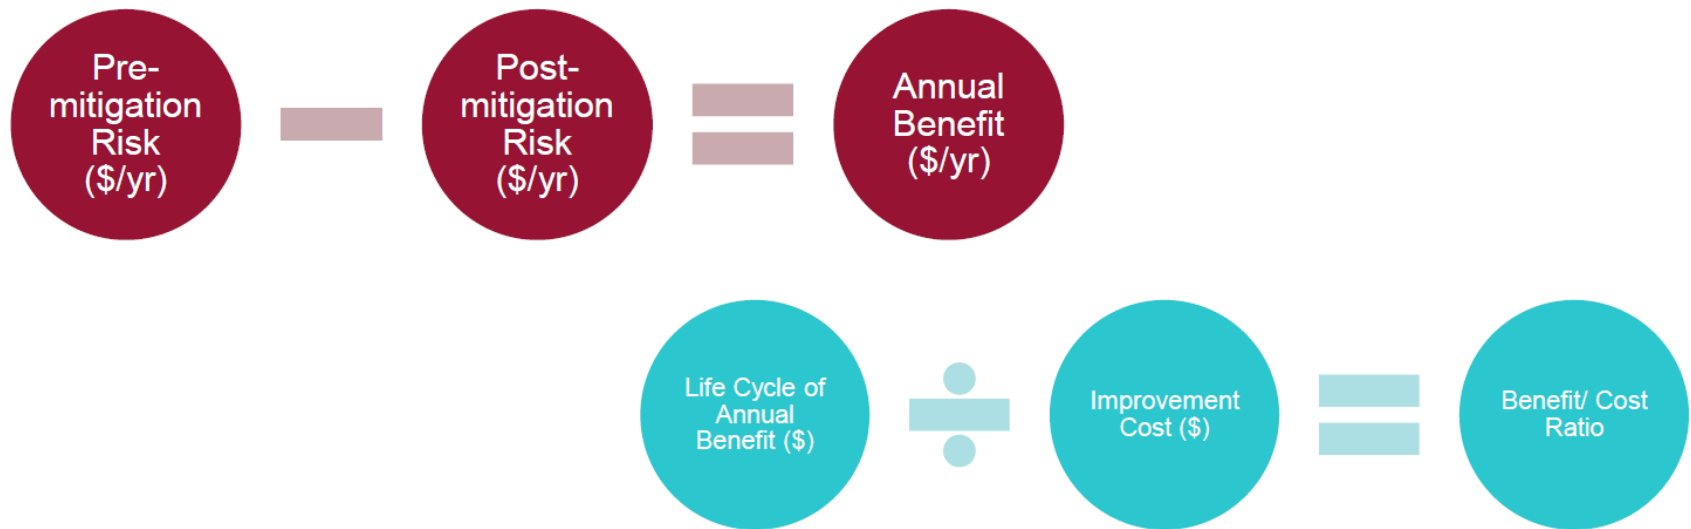 Pre-
mitigation
Risk
($/yr)
Post-
mitigation
Risk
($/yr)
Annual
Benefit
($/yr)
Life Cycle of
Annual
Benefit ($)
Improvement
Cost ($)
Benefit/ Cost
Ratio